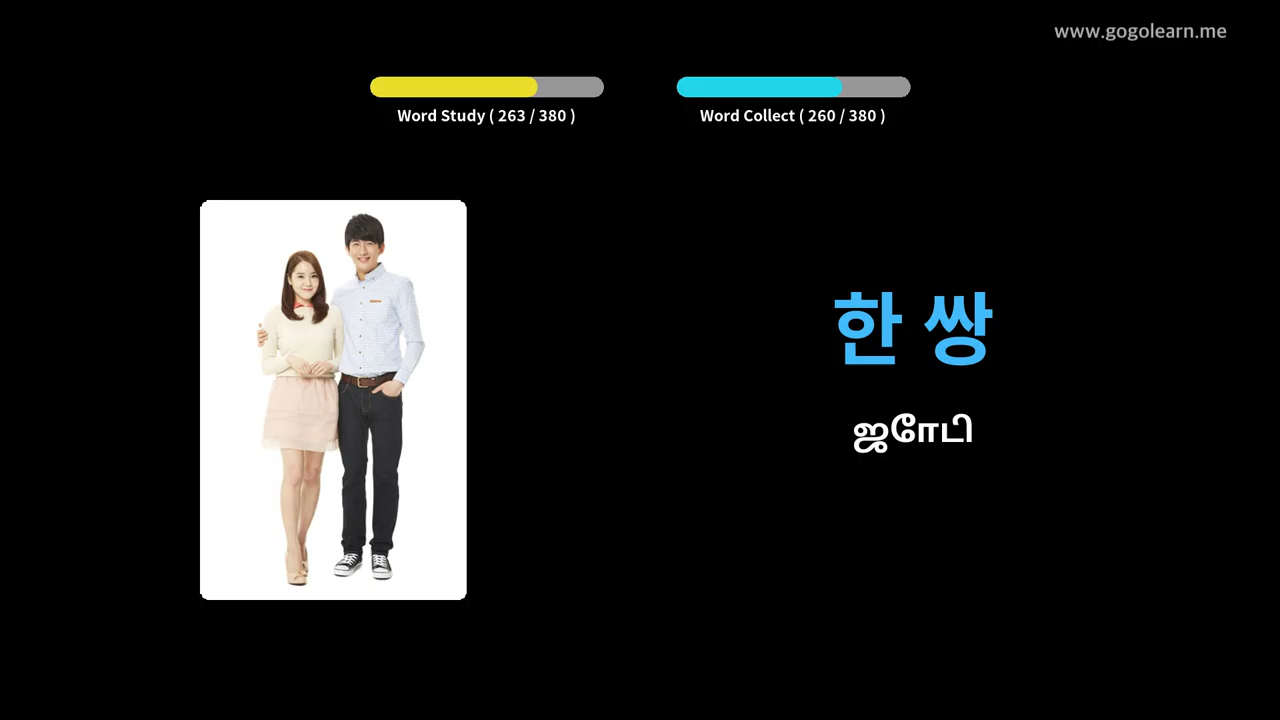 www.gogolearn.me
Word Study ( 263 / 380 )
Word Collect ( 260 / 380 )
한 쌍
ஜோடி